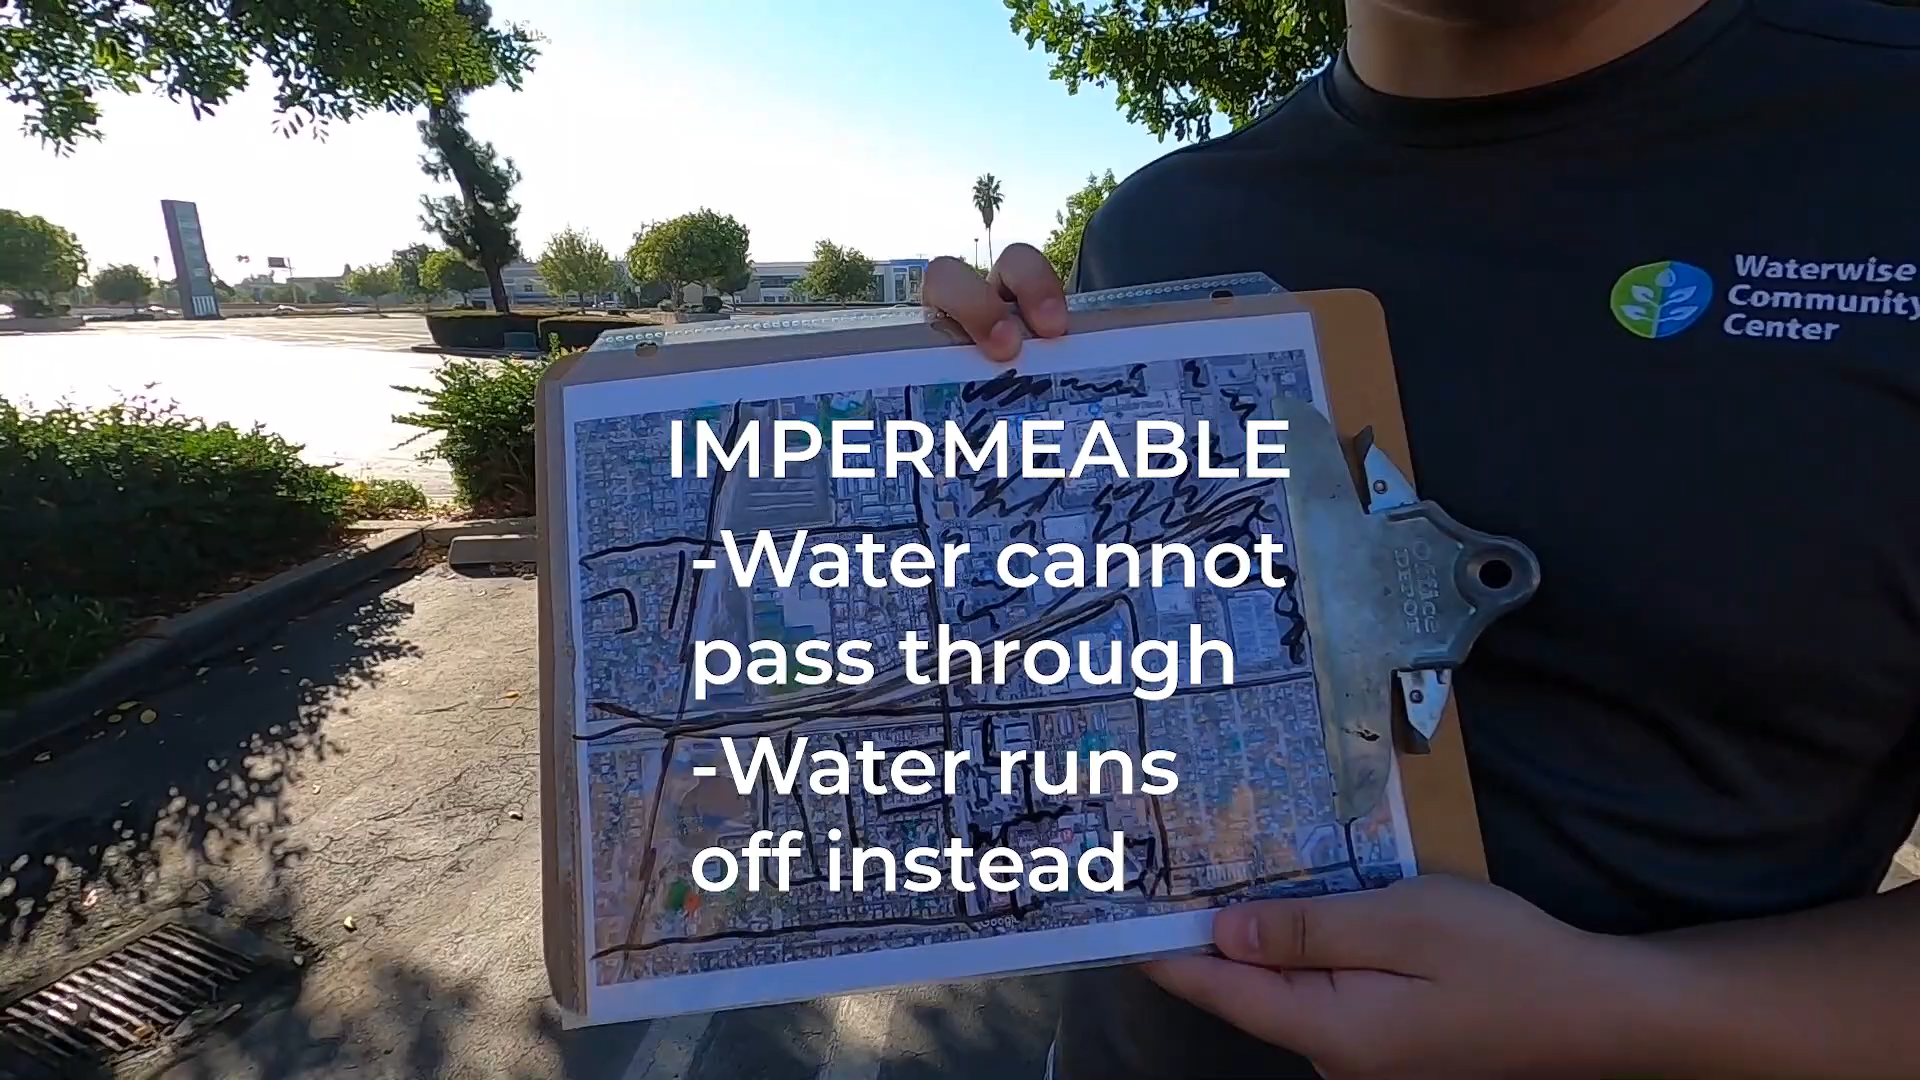 Waterwise
Community
Center
IMPERMEABLE
-Water cannot
pass through
-Water runs
off instead
Office
DEPOT
Google